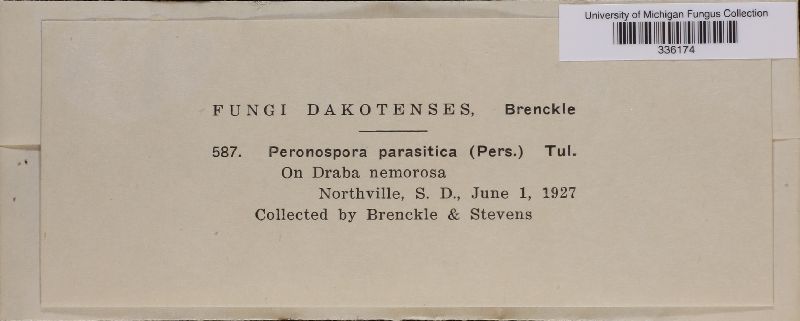 University of Michigan Fungus Collection
336174
FUNGI DAKOTENSES, Brenckle
587. Peronospora parasitica (Pers.) Tul.
On Draba nemorosa
Northville, S. D., June 1, 1927
Collected by Brenckle & Stevens